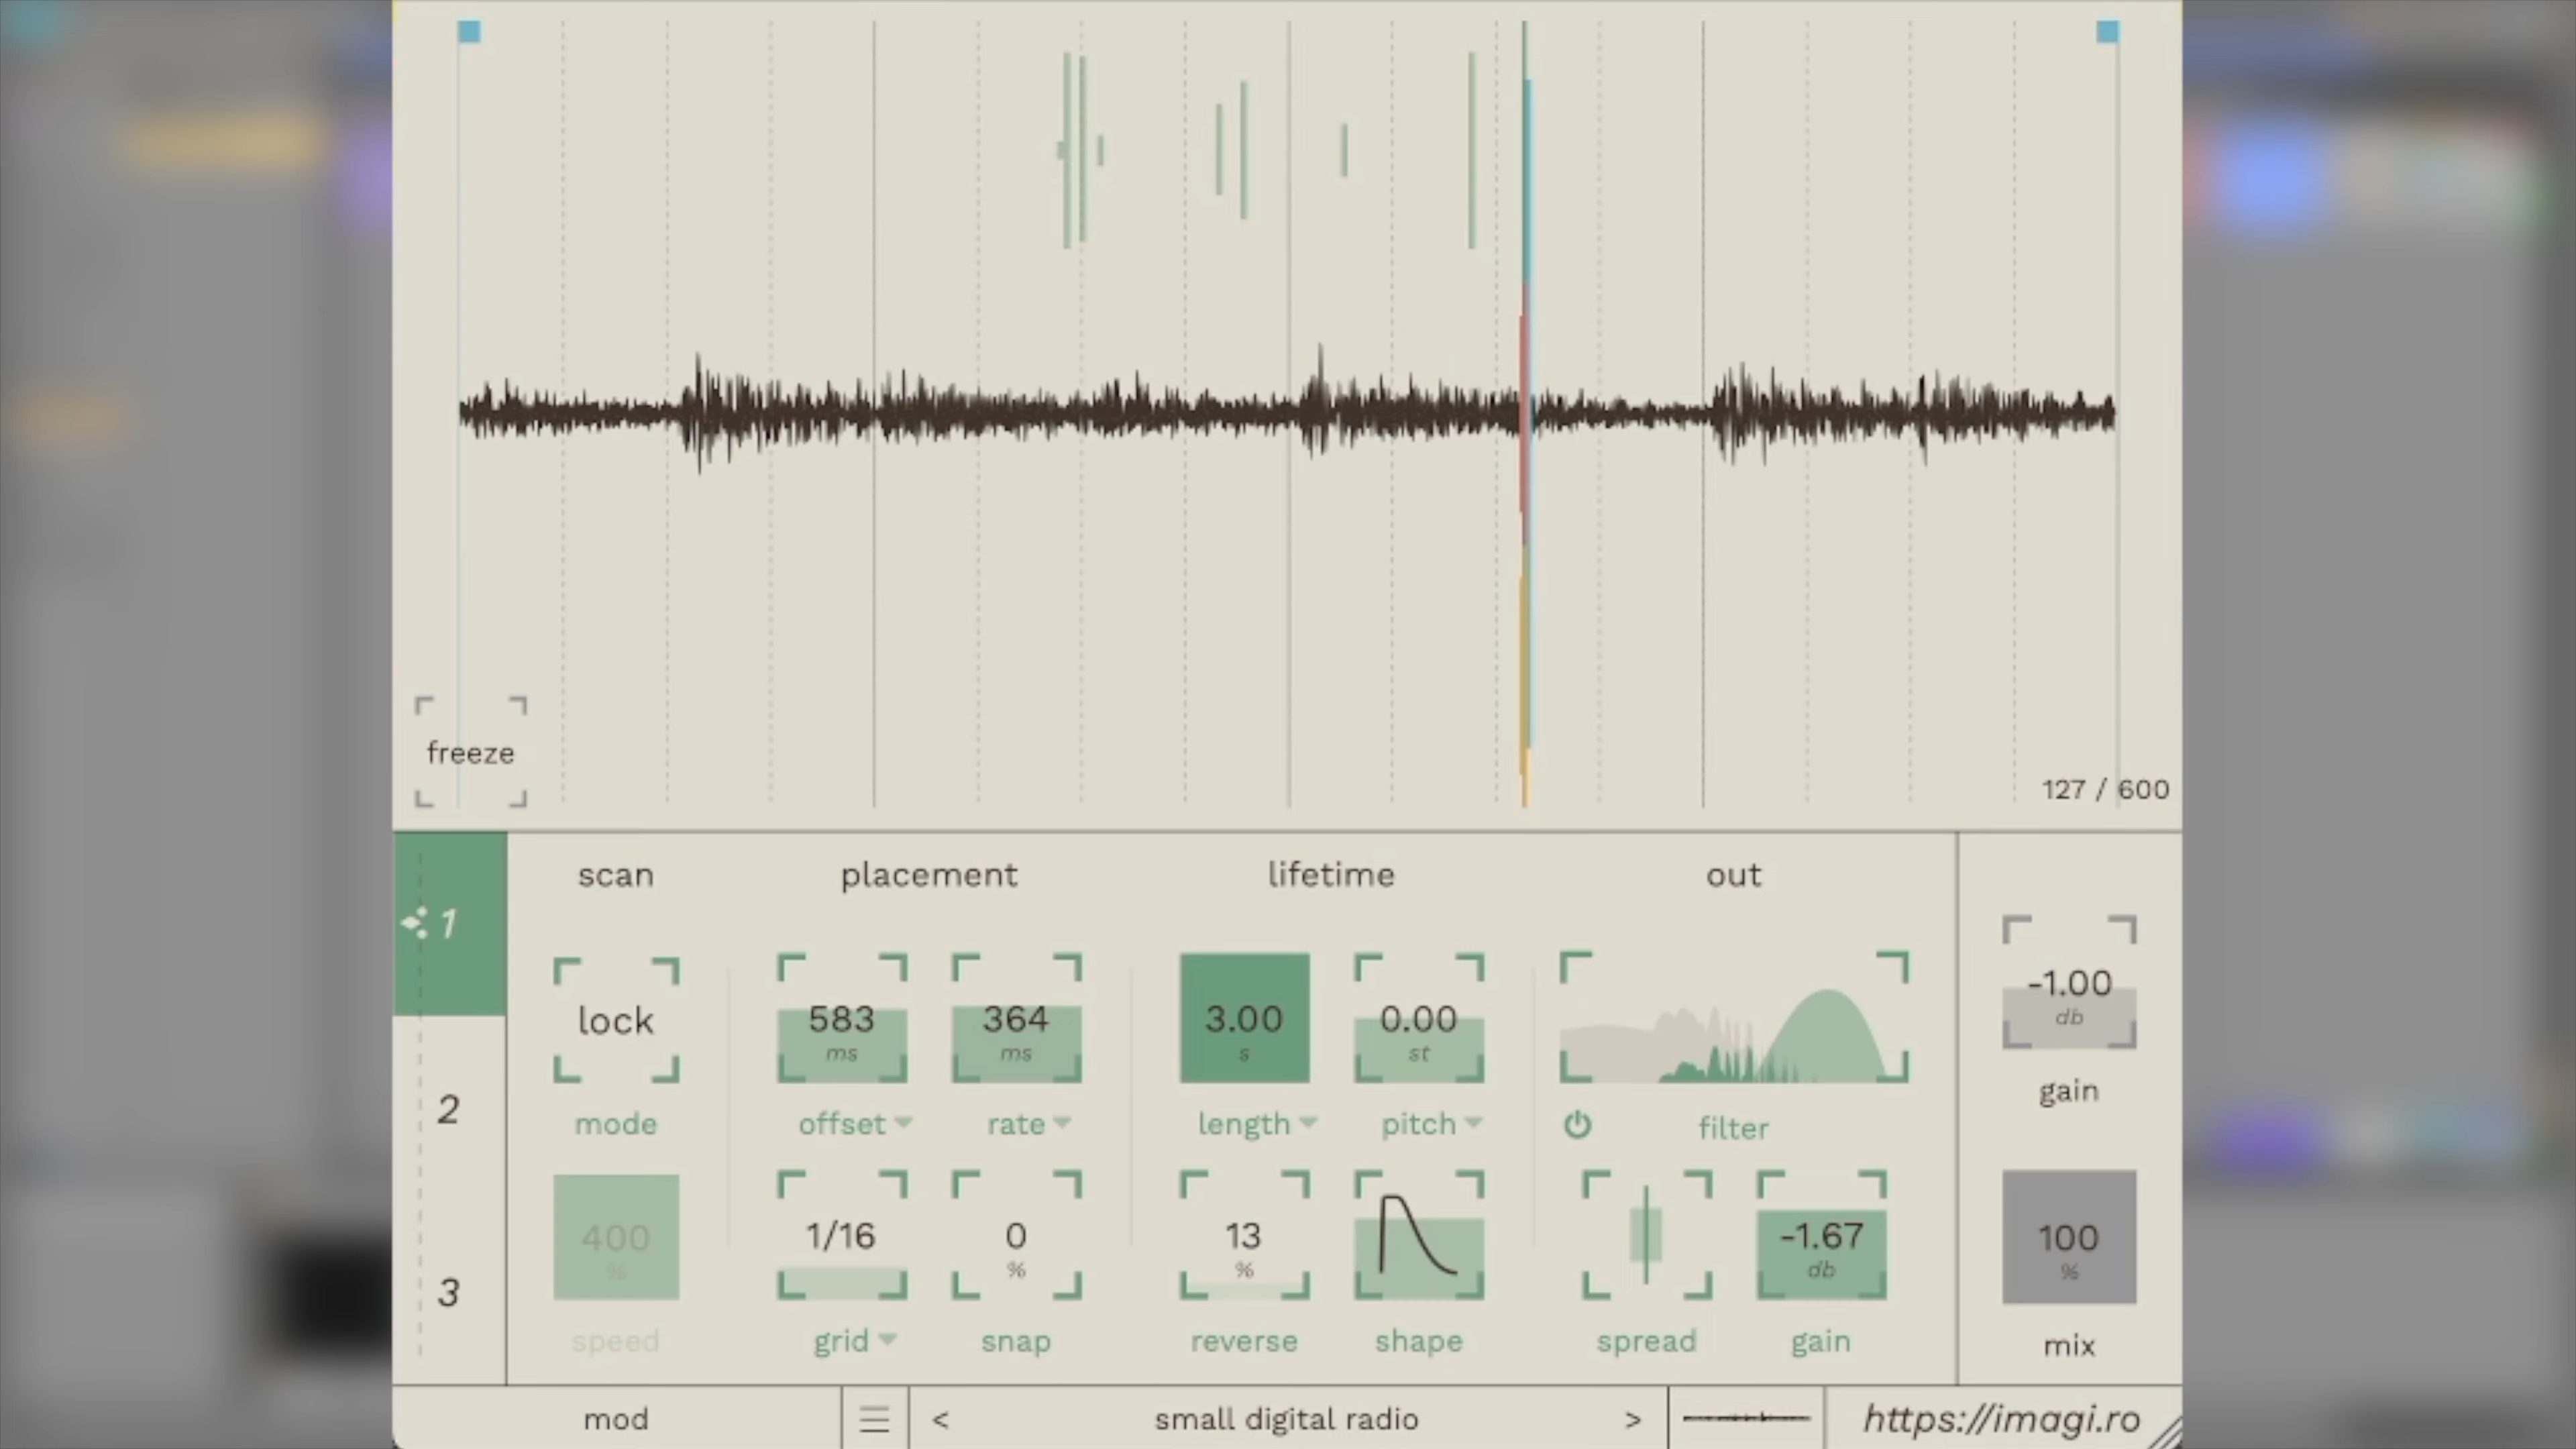 freeze
127 / 600
scan placement lifetime out
1
lock 583 ms 364 ms 3.00 s 0.00 st -1.00 db
mode offset rate length pitch filter gain
2
400 % 1/16 0 % 13 % -1.67 db 100 %
3
speed grid snap reverse shape spread gain mix
mod < small digital radio > https://imagi.ro